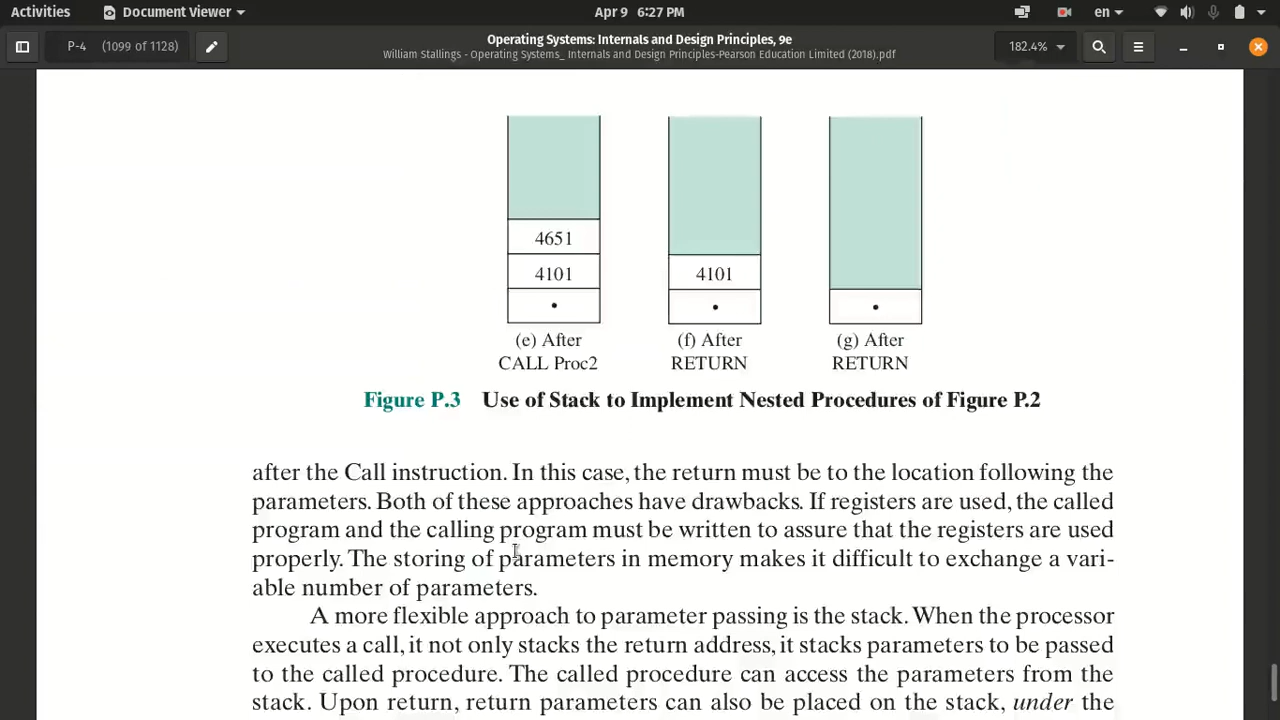 Activities
Document Viewer
Apr 9 6:27 PM
en
P-4 (1099 of 1128)
Operating Systems: Internals and Design Principles, 9e
William Stallings - Operating Systems_ Internals and Design Principles-Pearson Education Limited (2018).pdf
182.4%
4651
4101
4101
(e) After
CALL Proc2
(f) After
RETURN
(g) After
RETURN
Figure P.3 Use of Stack to Implement Nested Procedures of Figure P.2
after the Call instruction. In this case, the return must be to the location following the
parameters. Both of these approaches have drawbacks. If registers are used, the called
program and the calling program must be written to assure that the registers are used
properly. The storing of parameters in memory makes it difficult to exchange a vari-
able number of parameters.
A more flexible approach to parameter passing is the stack. When the processor
executes a call, it not only stacks the return address, it stacks parameters to be passed
to the called procedure. The called procedure can access the parameters from the
stack. Upon return, return parameters can also be placed on the stack, under the